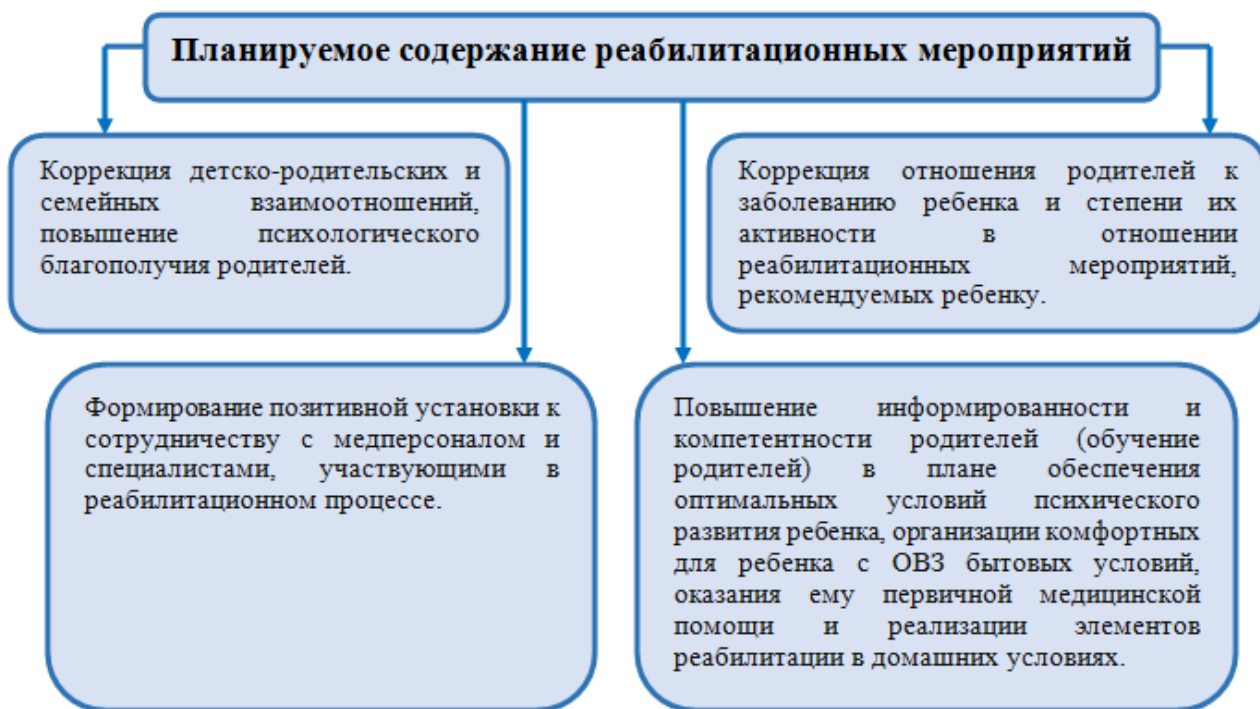 Планируемое содержание реабилитационных мероприятий
Коррекция детско-родительских и
семейных взаимоотношений,
повышение психологического
благополучия родителей.
Коррекция отношения родителей к
заболеванию ребенка и степени их
активности в отношении
реабилитационных мероприятий,
рекомендуемых ребенку.
Формирование позитивной установки к
сотрудничеству с медперсоналом и
специалистами, участвующими в
реабилитационном процессе.
Повышение информированности и
компетентности родителей (обучение
родителей) в плане обеспечения
оптимальных условий психического
развития ребенка, организации комфортных
для ребенка с ОВЗ бытовых условий,
оказания ему первичной медицинской
помощи и реализации элементов
реабилитации в домашних условиях.